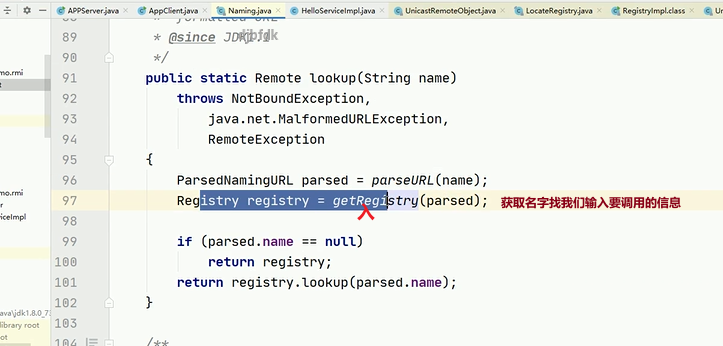 APPServer.java AppClient.java Naming.java HelloServiceImpl.java UnicastRemoteObject.java LocateRegistry.java RegistryImpl.class
89 * formatted URL
* @since JDK1.1
90 */
91 public static Remote lookup(String name)
92 throws NotBoundException,
93 java.net.MalformedURLException,
94 RemoteException
95 {
96 ParsedNamingURL parsed = parseURL(name);
97 Registry registry = getRegistry(parsed); 获取名字找我们输入要调用的信息
98
99 if (parsed.name == null)
100 return registry;
101 return registry.lookup(parsed.name);
102 }
103
104 /**
mo.rmi
mo.rmi
r
viceImpl
ava\jdk1.8.0_7
library root
ot